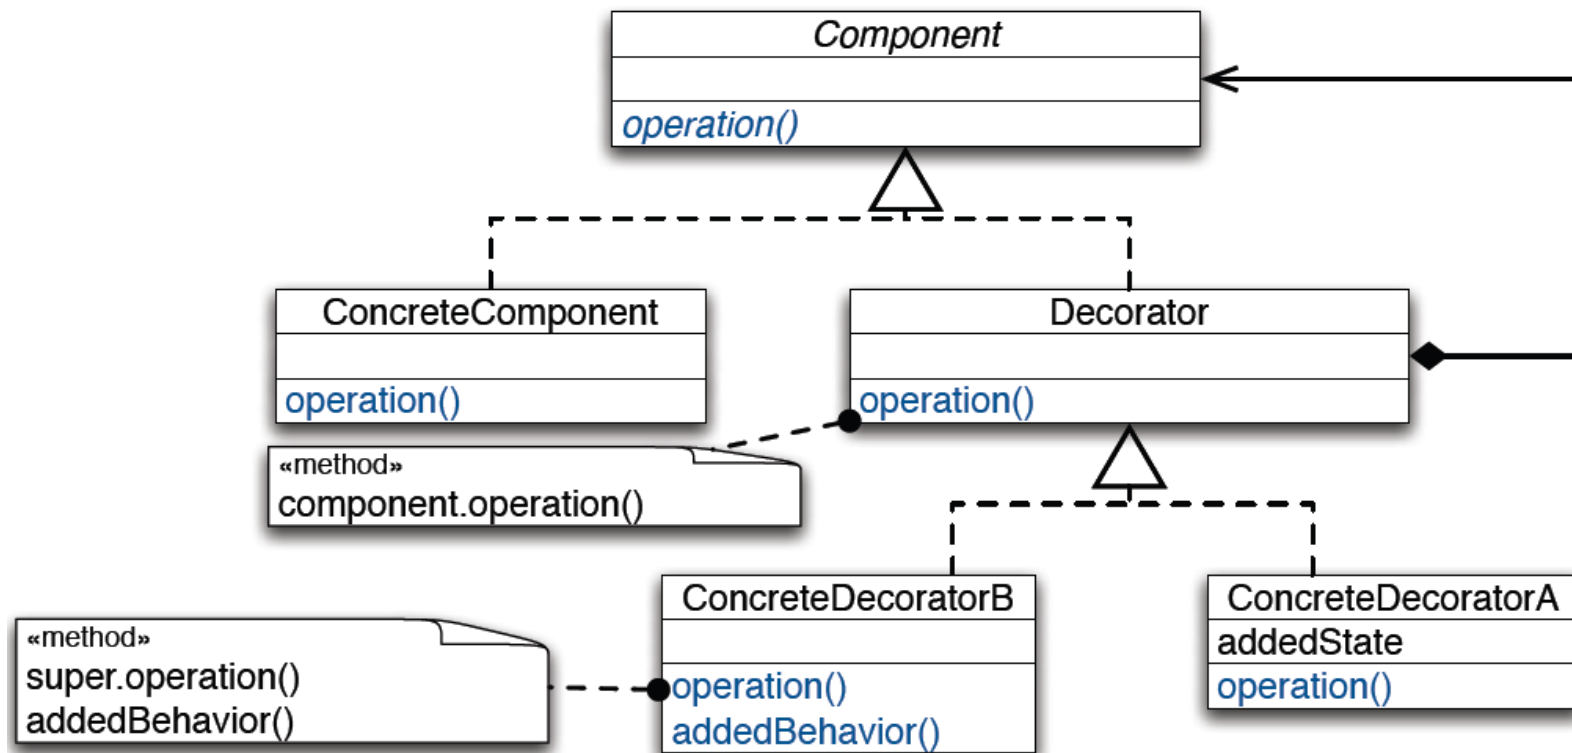 Component
operation()
ConcreteComponent
operation()
Decorator
operation()
«method»
component.operation()
ConcreteDecoratorB
operation()
addedBehavior()
ConcreteDecoratorA
addedState
operation()
«method»
super.operation()
addedBehavior()